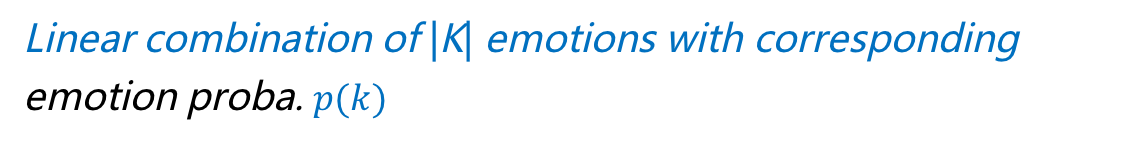 Linear combination of |K| emotions with corresponding
emotion proba. p(k)